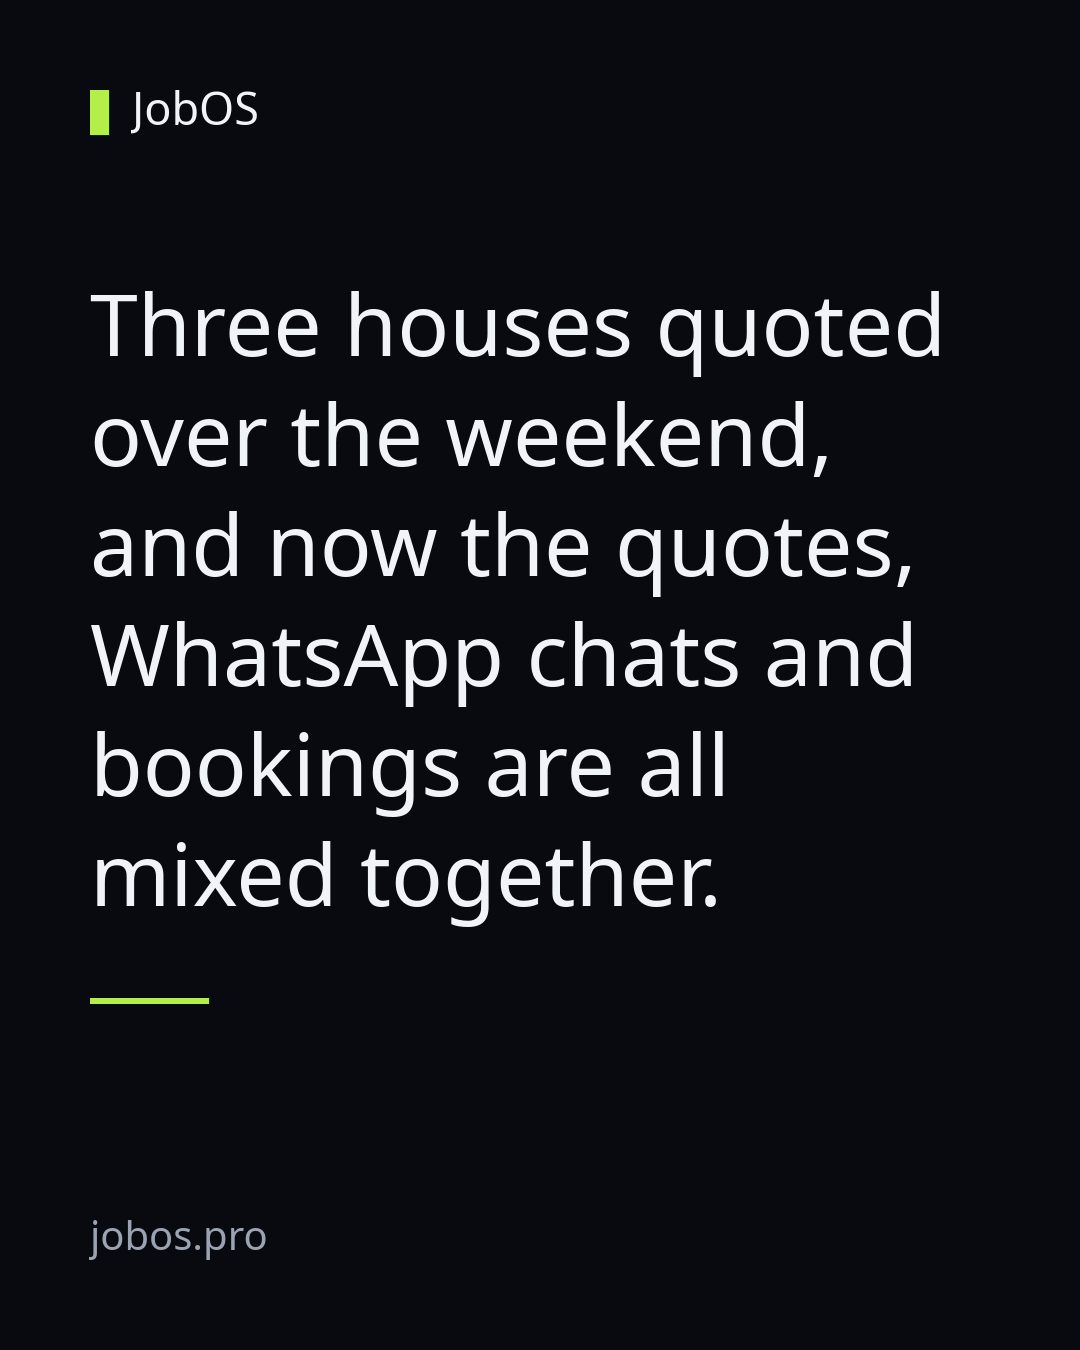 JobOS
Three houses quoted
over the weekend,
and now the quotes,
WhatsApp chats and
bookings are all
mixed together.
jobos.pro